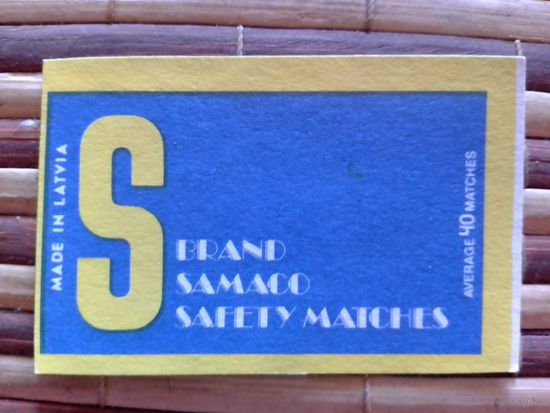 MADE IN LATVIA
S
BRAND
SAMACO
SAFETY MATCHES
AVERAGE 40 MATCHES